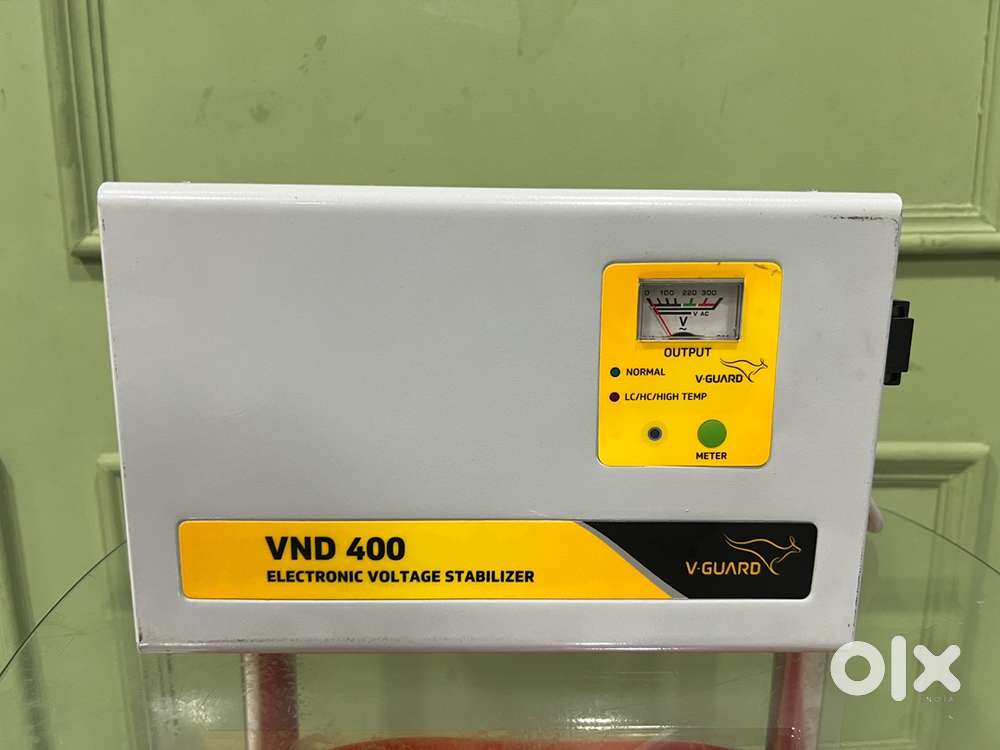 0 100 220 300
V AC
V
~
OUTPUT
NORMAL
V-GUARD
LC/HC/HIGH TEMP
METER
VND 400
ELECTRONIC VOLTAGE STABILIZER
V-GUARD
olx
INDIA